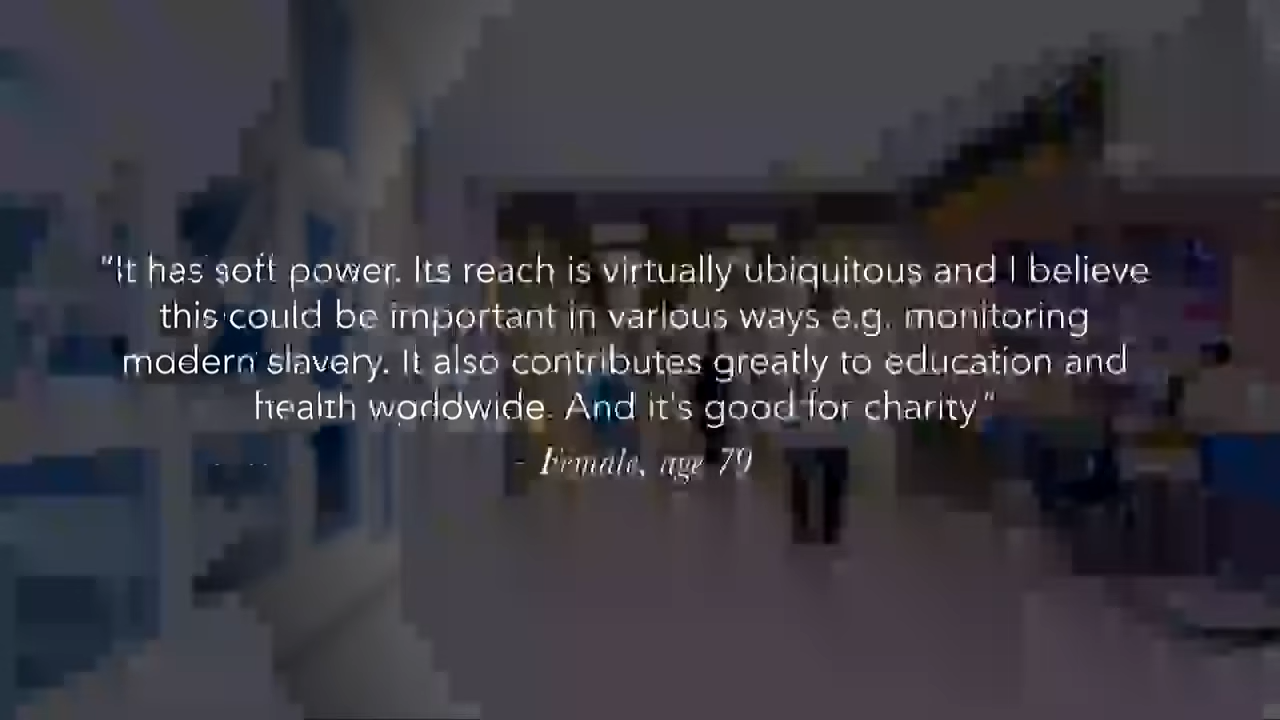 "It has soft power. Its reach is virtually ubiquitous and I believe
this could be important in various ways e.g. monitoring
modern slavery. It also contributes greatly to education and
health wordowide. And it's good for charity"
- Female, age 79